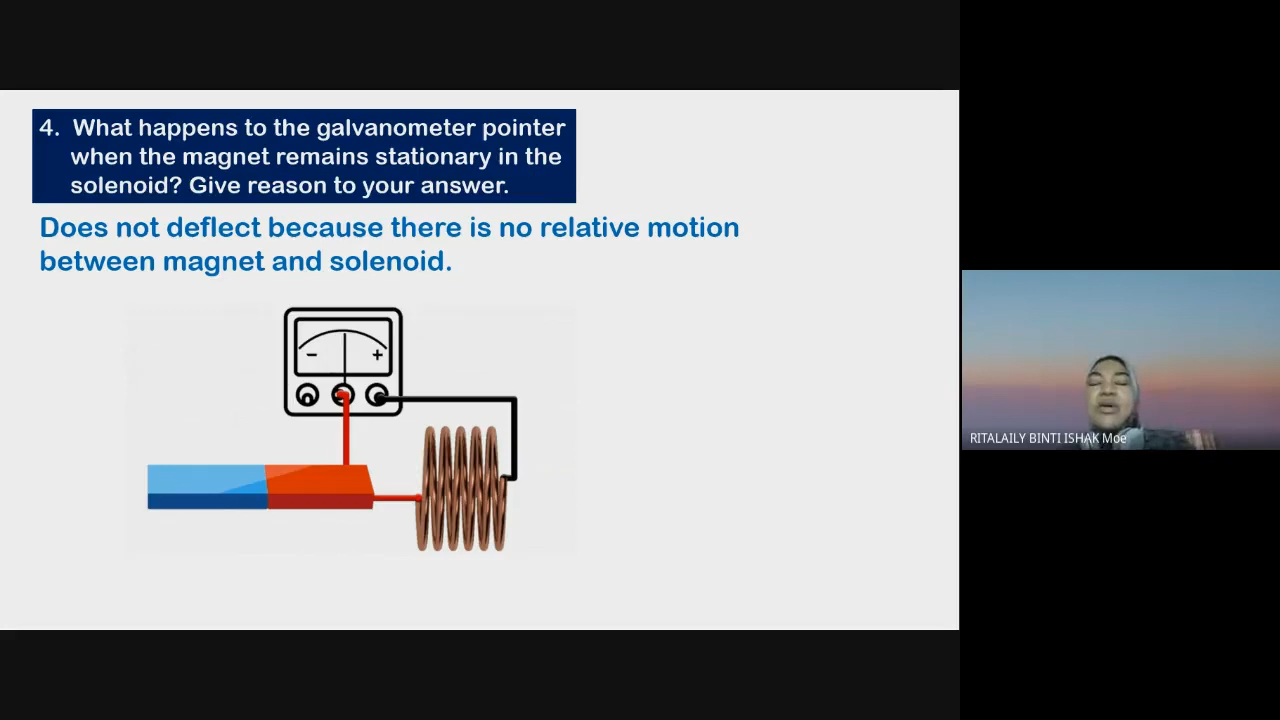 4. What happens to the galvanometer pointer
when the magnet remains stationary in the
solenoid? Give reason to your answer.
Does not deflect because there is no relative motion
between magnet and solenoid.
− +
RITALAILY BINTI ISHAK Moe